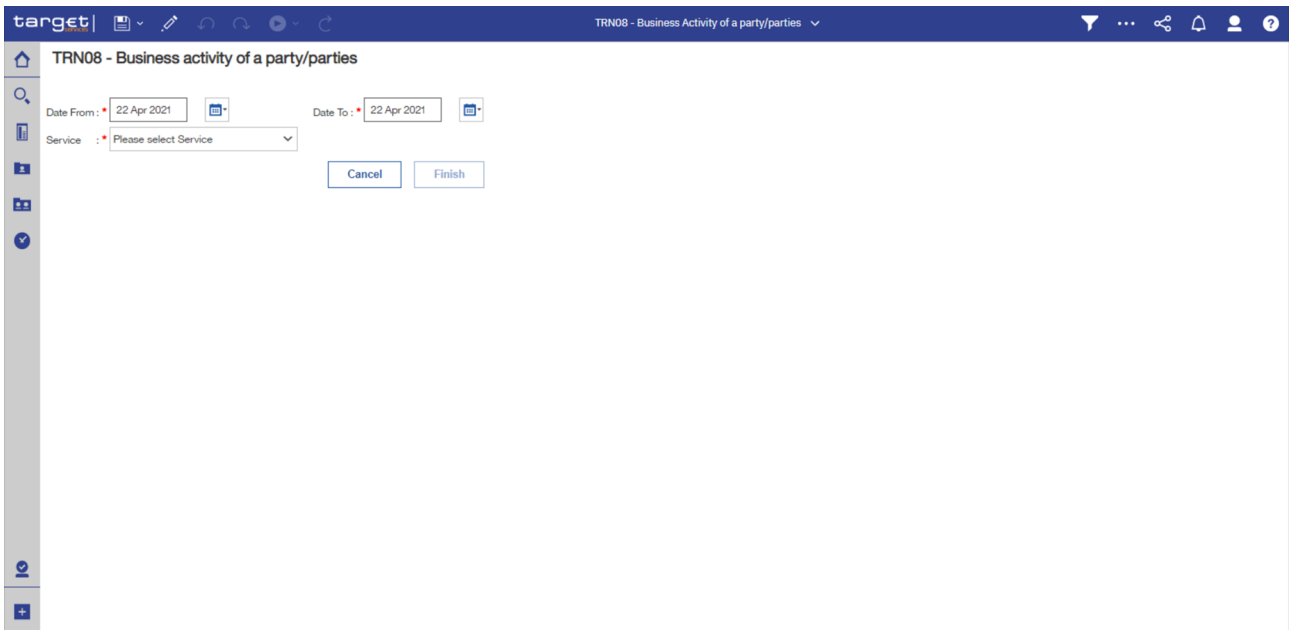 target| TRN08 - Business Activity of a party/parties
services
TRN08 - Business activity of a party/parties
Date From : * 22 Apr 2021 Date To : * 22 Apr 2021
Service : * Please select Service
Cancel Finish